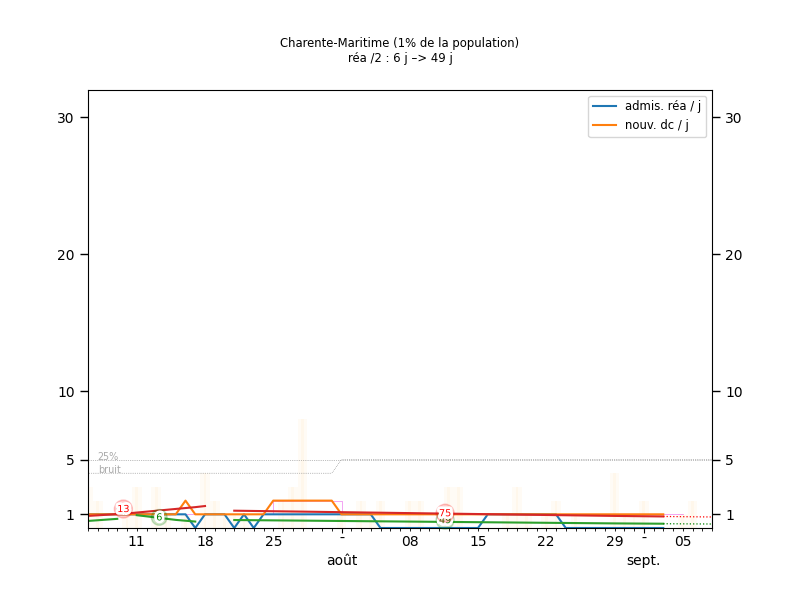 Charente-Maritime (1% de la population)
réa /2 : 6 j –> 49 j
admis. réa / j
nouv. dc / j
30 30
20 20
10 10
5 5
1 1
25%
bruit
13
6
75
49
11 18 25 - 08 15 22 29 - 05
août sept.